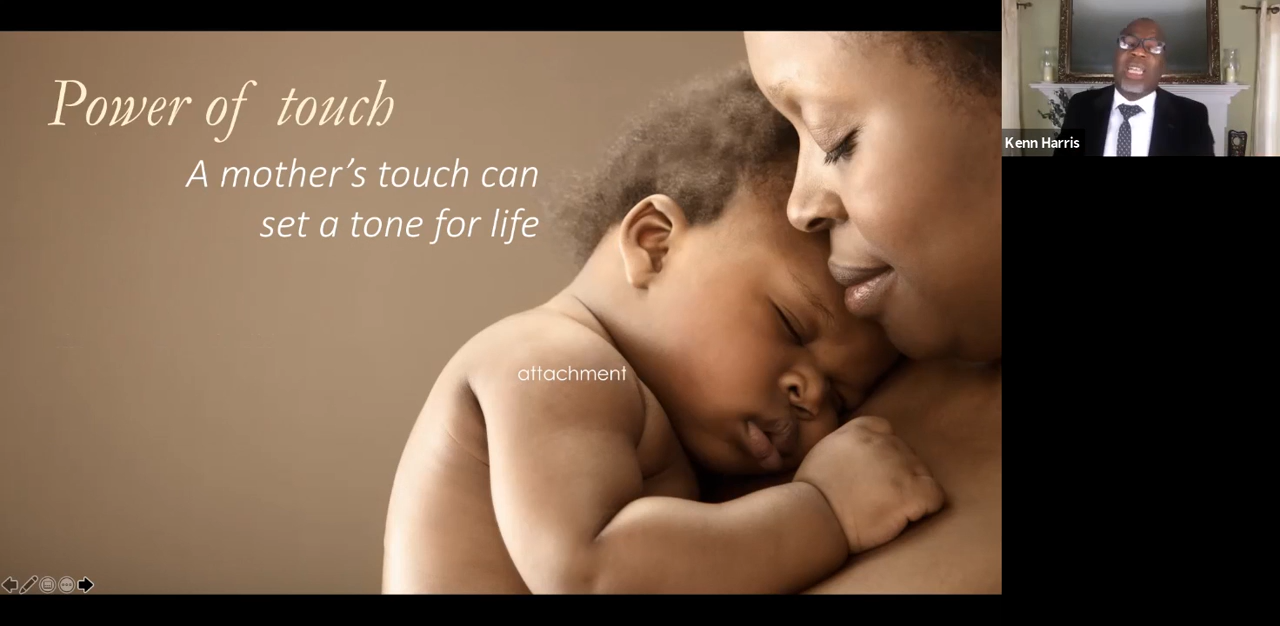 Power of touch
A mother's touch can
set a tone for life
attachment
Kenn Harris